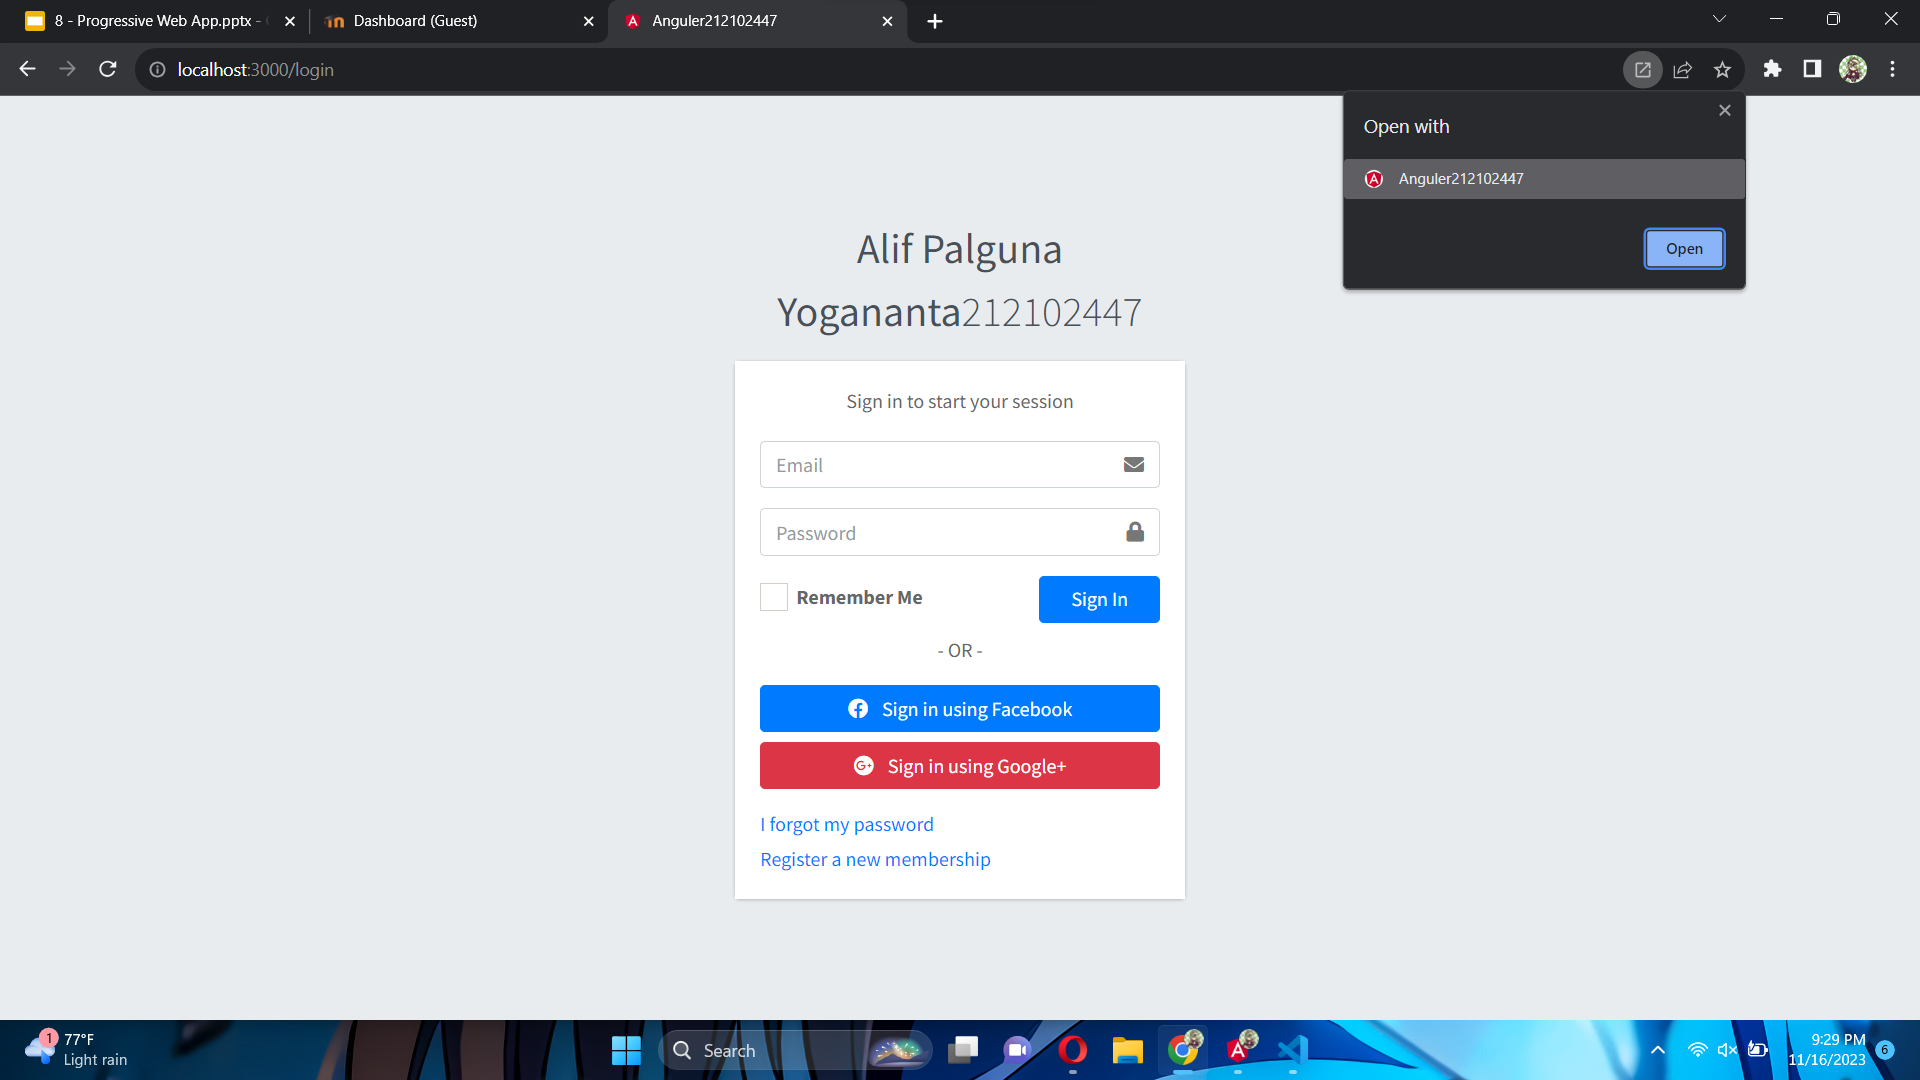 8 - Progressive Web App.pptx -
Dashboard (Guest)
Anguler212102447
localhost:3000/login
Open with
Anguler212102447
Open
Alif Palguna
Yogananta212102447
Sign in to start your session
Email
Password
Remember Me
Sign In
- OR -
Sign in using Facebook
Sign in using Google+
I forgot my password
Register a new membership
1
77°F
Light rain
Search
9:29 PM
11/16/2023
6